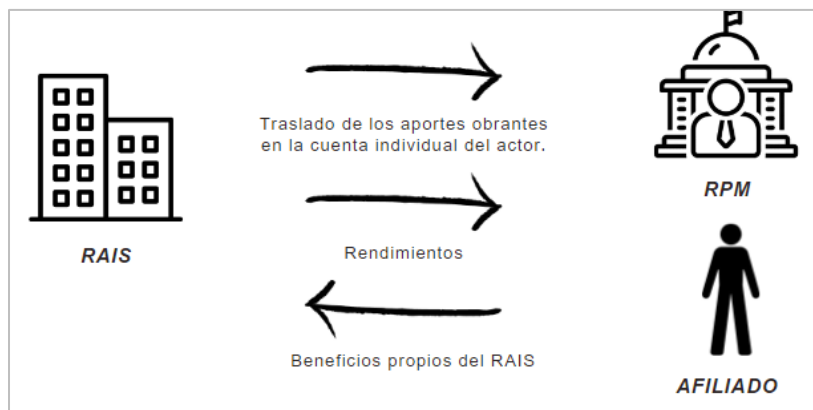 Traslado de los aportes obrantes
en la cuenta individual del actor.
RPM
RAIS
Rendimientos
Beneficios propios del RAIS
AFILIADO